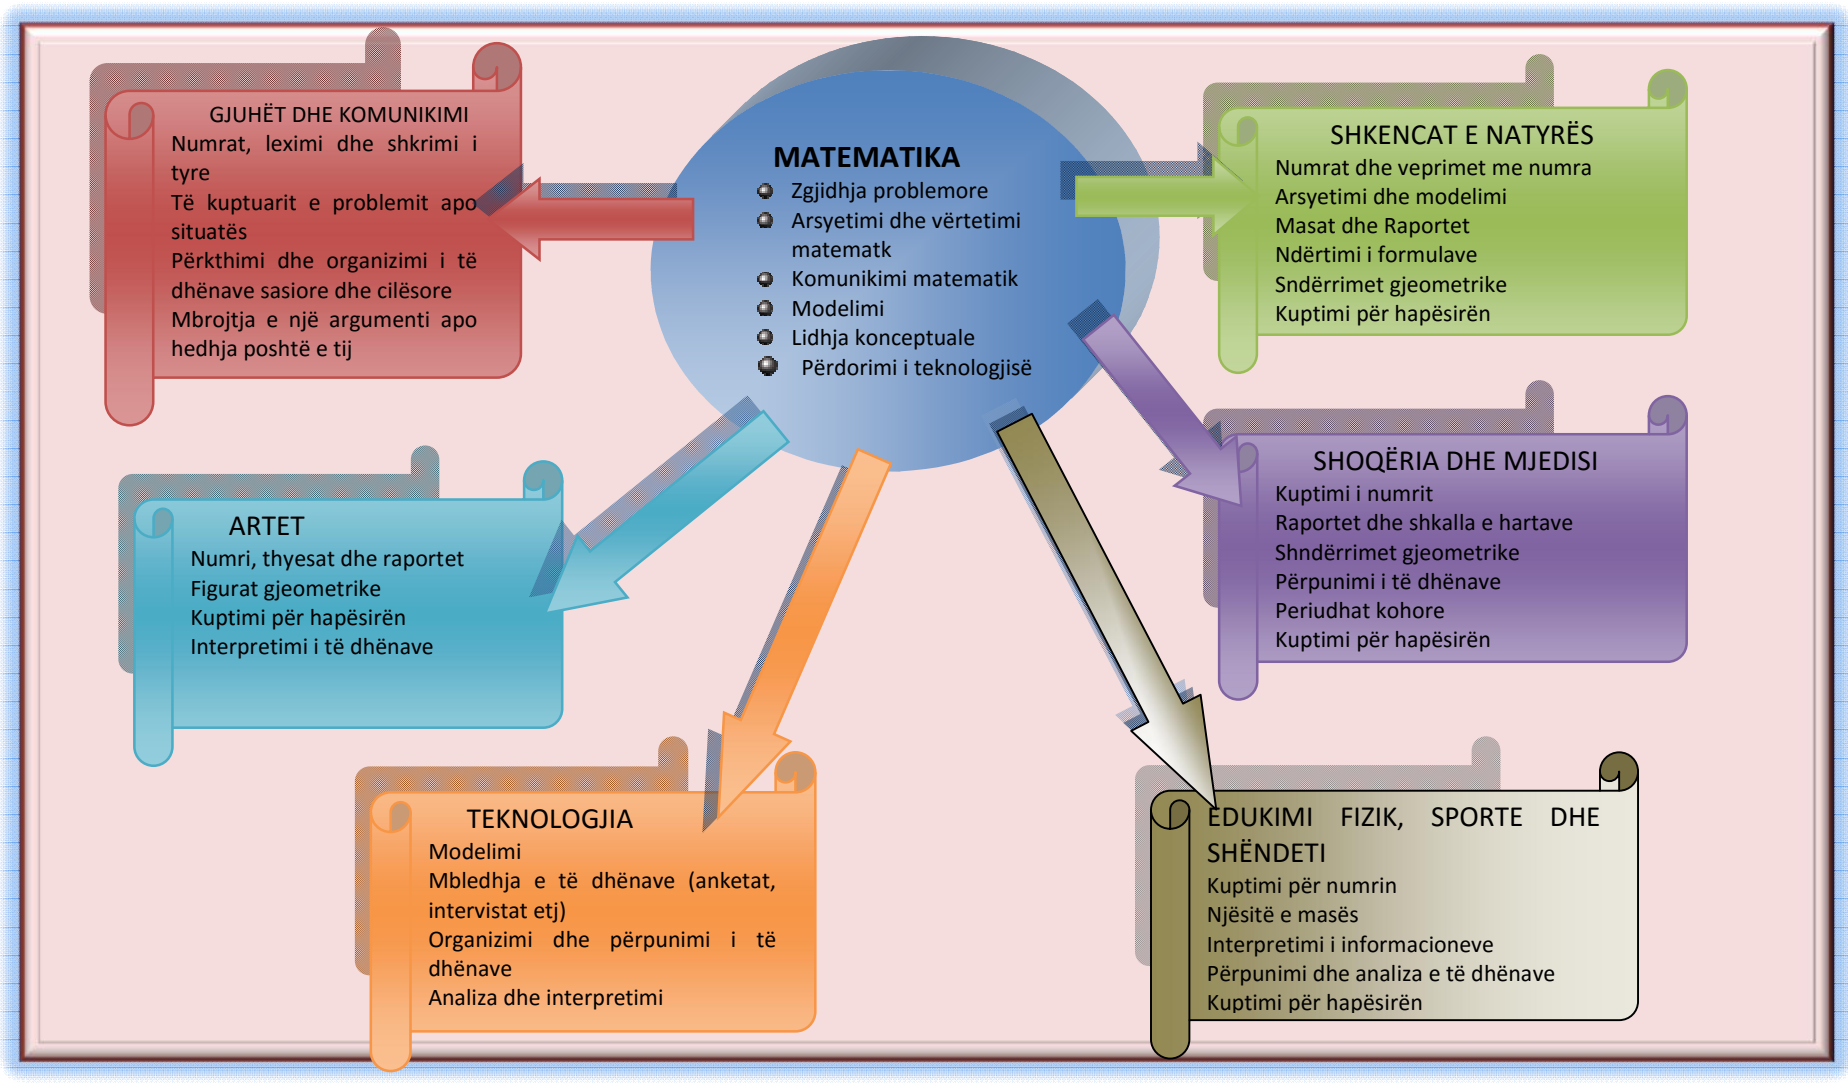 GJUHËT DHE KOMUNIKIMI
Numrat, leximi dhe shkrimi i
tyre
Të kuptuarit e problemit apo
situatës
Përkthimi dhe organizimi i të
dhënave sasiore dhe cilësore
Mbrojtja e një argumenti apo
hedhja poshtë e tij
MATEMATIKA
Zgjidhja problemore
Arsyetimi dhe vërtetimi
matematk
Komunikimi matematik
Modelimi
Lidhja konceptuale
Përdorimi i teknologjisë
SHKENCAT E NATYRËS
Numrat dhe veprimet me numra
Arsyetimi dhe modelimi
Masat dhe Raportet
Ndërtimi i formulave
Sndërrimet gjeometrike
Kuptimi për hapësirën
ARTET
Numri, thyesat dhe raportet
Figurat gjeometrike
Kuptimi për hapësirën
Interpretimi i të dhënave
SHOQËRIA DHE MJEDISI
Kuptimi i numrit
Raportet dhe shkalla e hartave
Shndërrimet gjeometrike
Përpunimi i të dhënave
Periudhat kohore
Kuptimi për hapësirën
TEKNOLOGJIA
Modelimi
Mbledhja e të dhënave (anketat,
intervistat etj)
Organizimi dhe përpunimi i të
dhënave
Analiza dhe interpretimi
EDUKIMI FIZIK, SPORTE DHE
SHËNDETI
Kuptimi për numrin
Njësitë e masës
Interpretimi i informacioneve
Përpunimi dhe analiza e të dhënave
Kuptimi për hapësirën